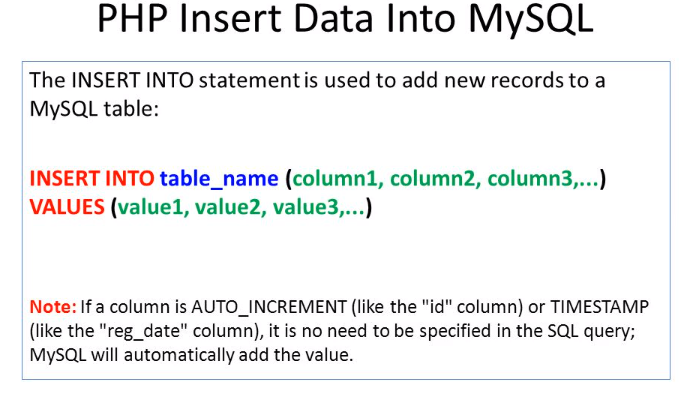 PHP Insert Data Into MySQL
The INSERT INTO statement is used to add new records to a
MySQL table:
INSERT INTO table_name (column1, column2, column3,...)
VALUES (value1, value2, value3,...)
Note: If a column is AUTO_INCREMENT (like the "id" column) or TIMESTAMP
(like the "reg_date" column), it is no need to be specified in the SQL query;
MySQL will automatically add the value.